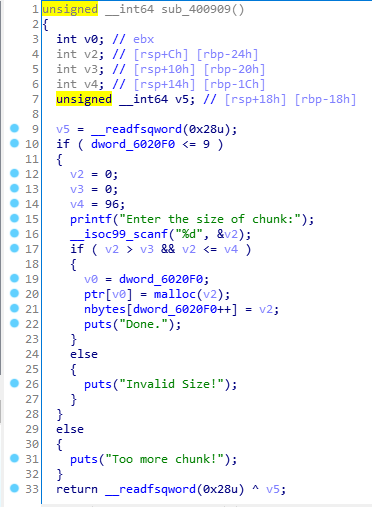 1 unsigned __int64 sub_400909()
2 {
3 int v0; // ebx
4 int v2; // [rsp+Ch] [rbp-24h]
5 int v3; // [rsp+10h] [rbp-20h]
6 int v4; // [rsp+14h] [rbp-1Ch]
7 unsigned __int64 v5; // [rsp+18h] [rbp-18h]
8
9 v5 = __readfsqword(0x28u);
10 if ( dword_6020F0 <= 9 )
11 {
12 v2 = 0;
13 v3 = 0;
14 v4 = 96;
15 printf("Enter the size of chunk:");
16 __isoc99_scanf("%d", &v2);
17 if ( v2 > v3 && v2 <= v4 )
18 {
19 v0 = dword_6020F0;
20 ptr[v0] = malloc(v2);
21 nbytes[dword_6020F0++] = v2;
22 puts("Done.");
23 }
24 else
25 {
26 puts("Invalid Size!");
27 }
28 }
29 else
30 {
31 puts("Too more chunk!");
32 }
33 return __readfsqword(0x28u) ^ v5;